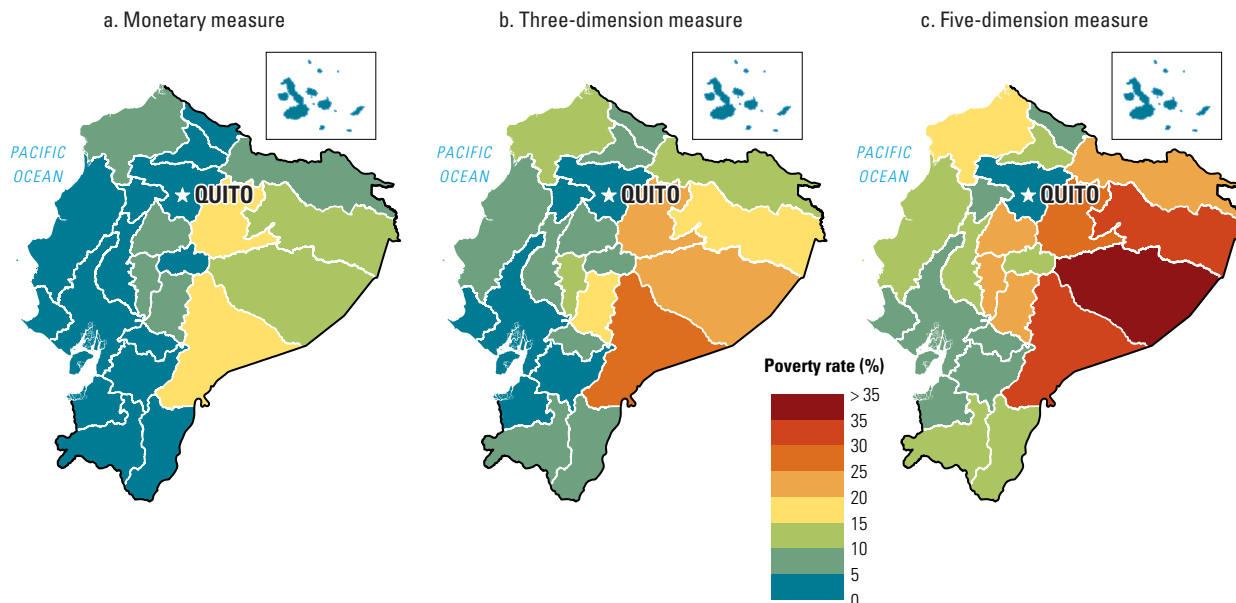 a. Monetary measure
PACIFIC
OCEAN
QUITO
b. Three-dimension measure
PACIFIC
OCEAN
QUITO
c. Five-dimension measure
PACIFIC
OCEAN
QUITO
Poverty rate (%)
> 35
35
30
25
20
15
10
5
0